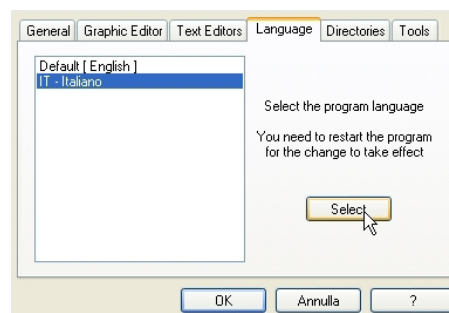 General Graphic Editor Text Editors Language Directories Tools
Default [ English ]
IT - Italiano
Select the program language
You need to restart the program
for the change to take effect
Select
OK Annulla ?